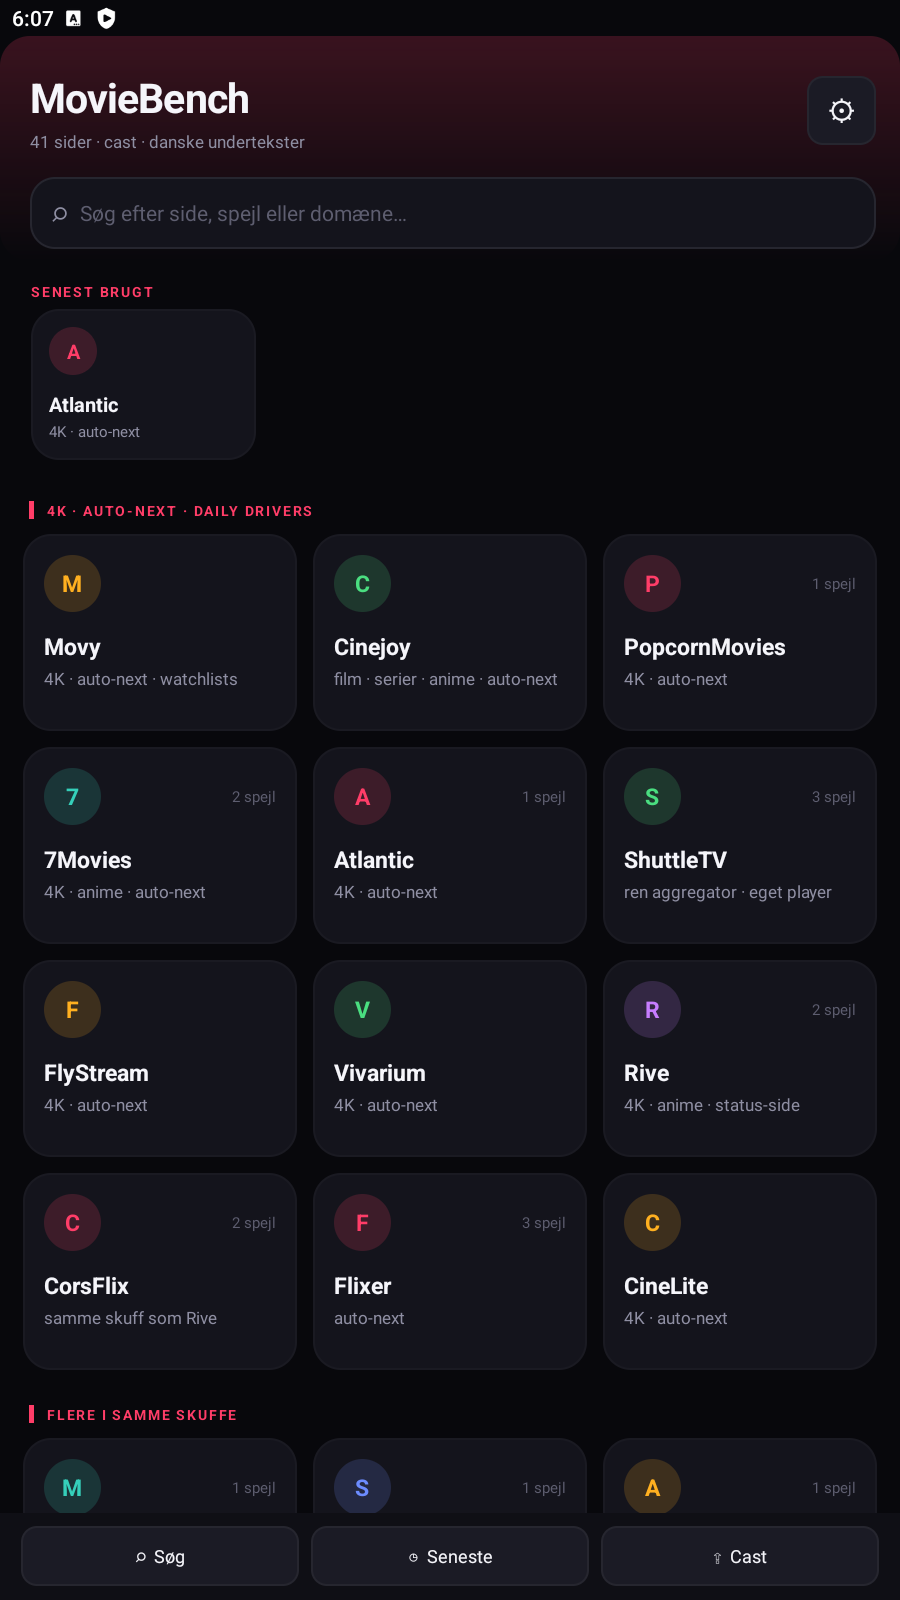 6:07
MovieBench
41 sider · cast · danske undertekster
Søg efter side, spejl eller domæne…
SENEST BRUGT
A
Atlantic
4K · auto-next
4K · AUTO-NEXT · DAILY DRIVERS
M
Movy
4K · auto-next · watchlists
C
Cinejoy
film · serier · anime · auto-next
P
1 spejl
PopcornMovies
4K · auto-next
7
2 spejl
7Movies
4K · anime · auto-next
A
1 spejl
Atlantic
4K · auto-next
S
3 spejl
ShuttleTV
ren aggregator · eget player
F
FlyStream
4K · auto-next
V
Vivarium
4K · auto-next
R
2 spejl
Rive
4K · anime · status-side
C
2 spejl
CorsFlix
samme skuff som Rive
F
3 spejl
Flixer
auto-next
C
CineLite
4K · auto-next
FLERE I SAMME SKUFFE
M
1 spejl
S
1 spejl
A
1 spejl
Søg
Seneste
Cast